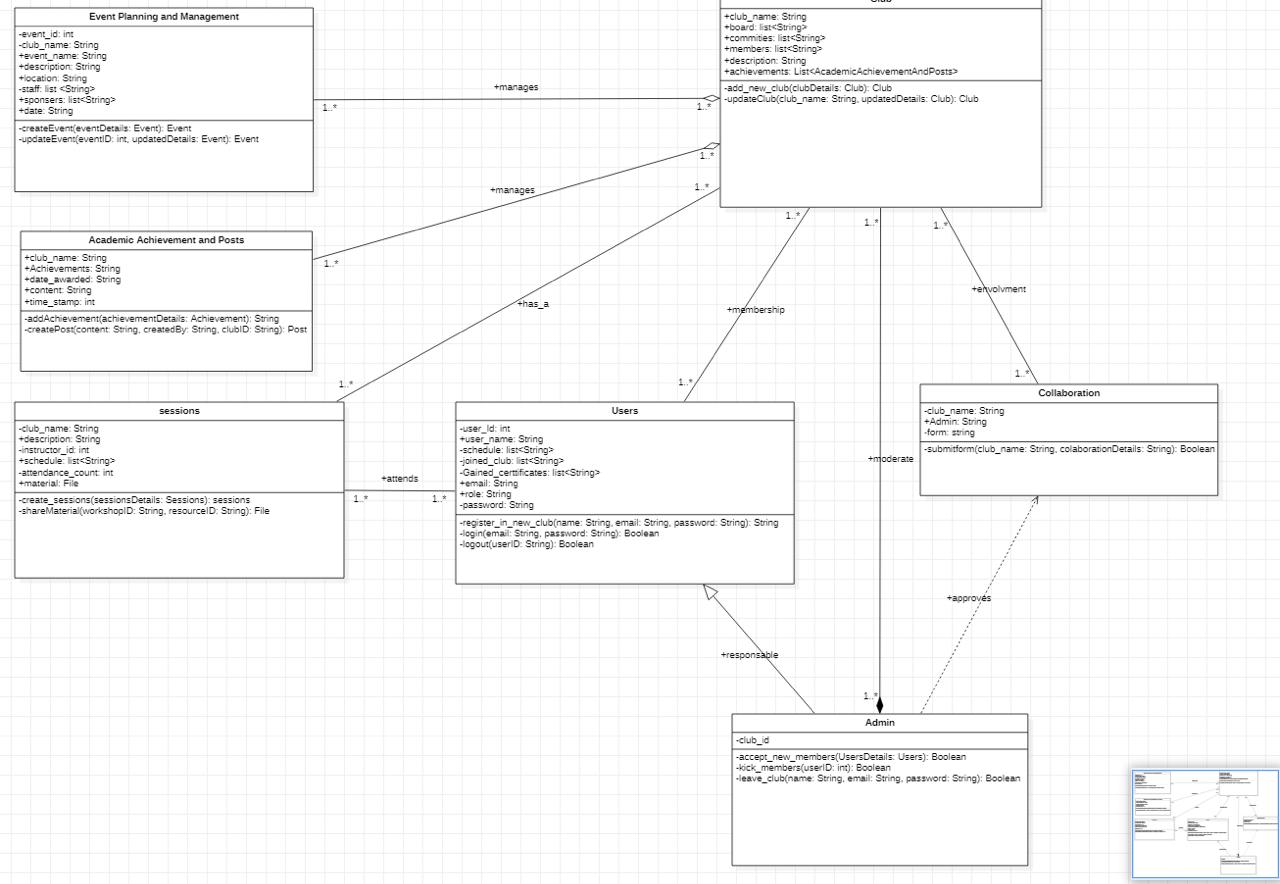 Event Planning and Management
-event_id: int
-club_name: String
+event_name: String
+description: String
+location: String
-staff: list <String>
+sponsers: list<String>
+date: String
-createEvent(eventDetails: Event): Event
-updateEvent(eventID: int, updatedDetails: Event): Event
Club
+club_name: String
+board: list<String>
+commities: list<String>
+members: list<String>
+description: String
+achievements: List<AcademicAchievementAndPosts>
-add_new_club(clubDetails: Club): Club
-updateClub(club_name: String, updatedDetails: Club): Club
+manages
1..*
1..*
+manages
1..*
1..*
Academic Achievement and Posts
+club_name: String
+Achievements: String
+date_awarded: String
+content: String
+time_stamp: int
-addAchievement(achievementDetails: Achievement): String
-createPost(content: String, createdBy: String, clubID: String): Post
1..*
+has_a
1..*
1..*
+membership
1..*
1..*
+moderate
1..*
1..*
+envolvment
1..*
sessions
-club_name: String
+description: String
-instructor_id: int
+schedule: list<String>
-attendance_count: int
+material: File
-create_sessions(sessionsDetails: Sessions): sessions
-shareMaterial(workshopID: String, resourceID: String): File
+attends
1..*
1..*
Users
-user_Id: int
+user_name: String
-schedule: list<String>
-joined_club: list<String>
-Gained_certtificates: list<String>
+email: String
+role: String
-password: String
-register_in_new_club(name: String, email: String, password: String): String
-login(email: String, password: String): Boolean
-logout(userID: String): Boolean
Collaboration
-club_name: String
+Admin: String
-form: string
-submitform(club_name: String, colaborationDetails: String): Boolean
+approves
+responsable
Admin
-club_id
-accept_new_members(UsersDetails: Users): Boolean
-kick_members(userID: int): Boolean
-leave_club(name: String, email: String, password: String): Boolean